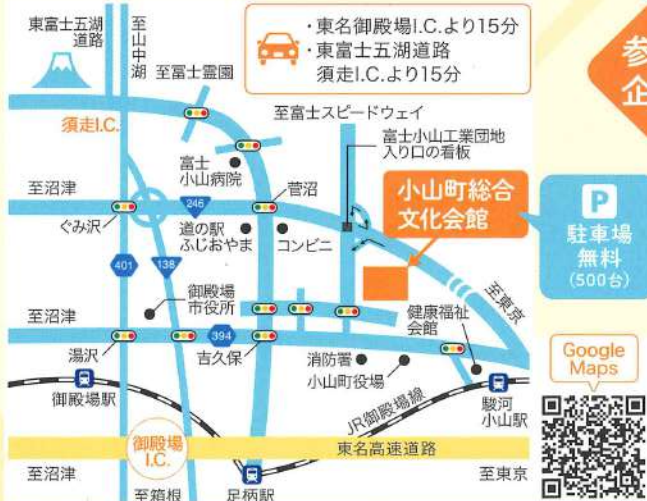 東富士五湖
道路
至山中湖
・東名御殿場I.C.より15分
・東富士五湖道路
須走I.C.より15分
至富士霊園
至富士スピードウェイ
須走I.C.
富士
小山病院
富士小山工業団地
入り口の看板
参
企
至沼津
ぐみ沢
246
菅沼
小山町総合
文化会館
P
駐車場
無料
(500台)
道の駅
ふじおやま
コンビニ
401
138
御殿場
市役所
至東京
至沼津
394
健康福祉
会館
湯沢
吉久保
消防署
小山町役場
Google
Maps
御殿場駅
JR御殿場線
駿河
小山駅
御殿場
I.C.
東名高速道路
至沼津
至箱根
足柄駅
至東京